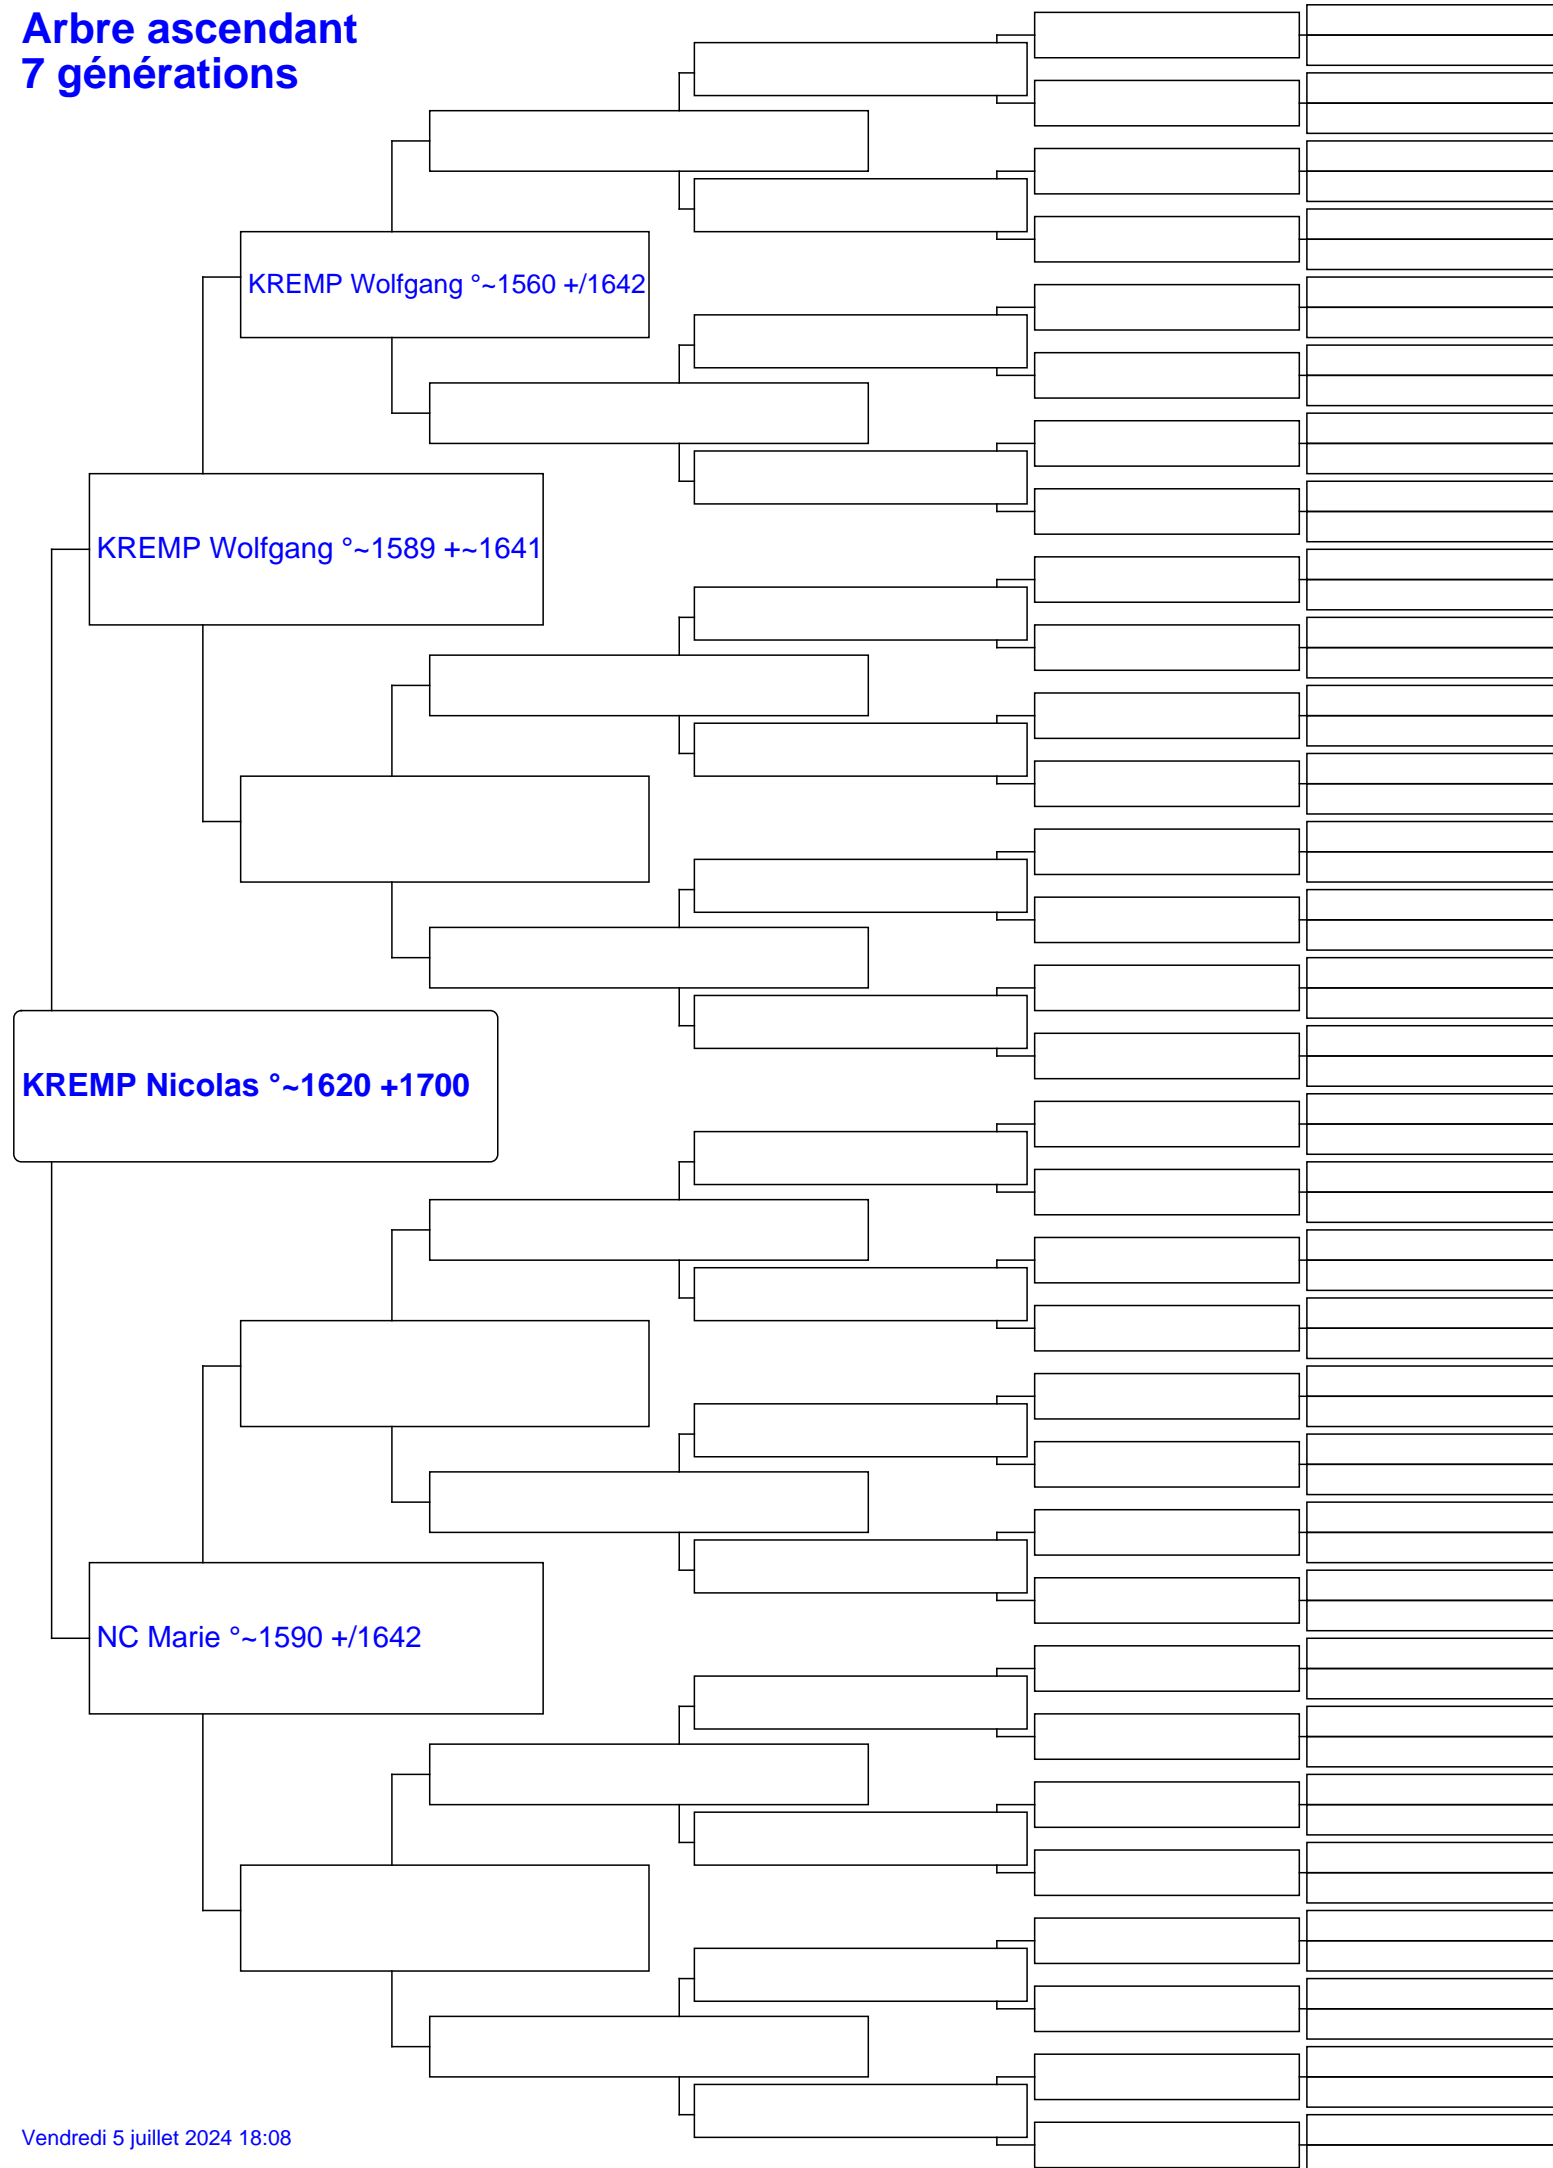 Arbre ascendant
7 générations
KREMP Wolfgang °~1560 +/1642
KREMP Wolfgang °~1589 +~1641
KREMP Nicolas °~1620 +1700
NC Marie °~1590 +/1642
Vendredi 5 juillet 2024 18:08